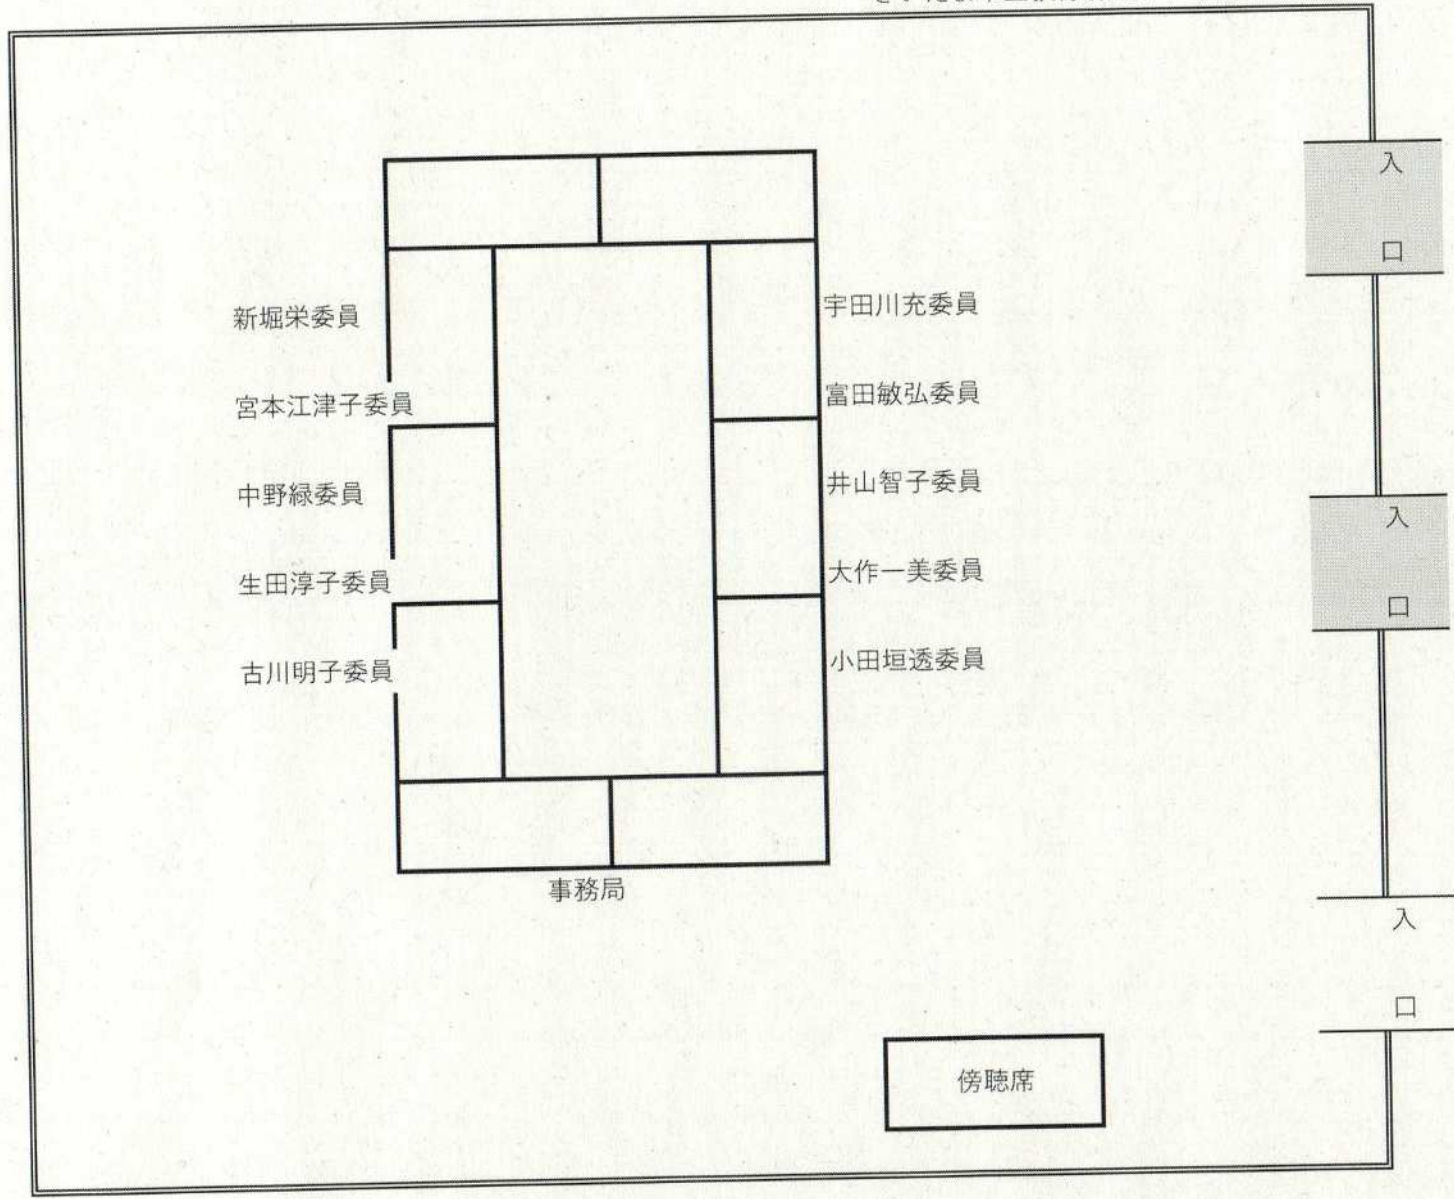 新堀栄委員
宮本江津子委員
中野緑委員
生田淳子委員
古川明子委員
宇田川充委員
富田敏弘委員
井山智子委員
大作一美委員
小田垣透委員
事務局
傍聴席
入口
入口
入口